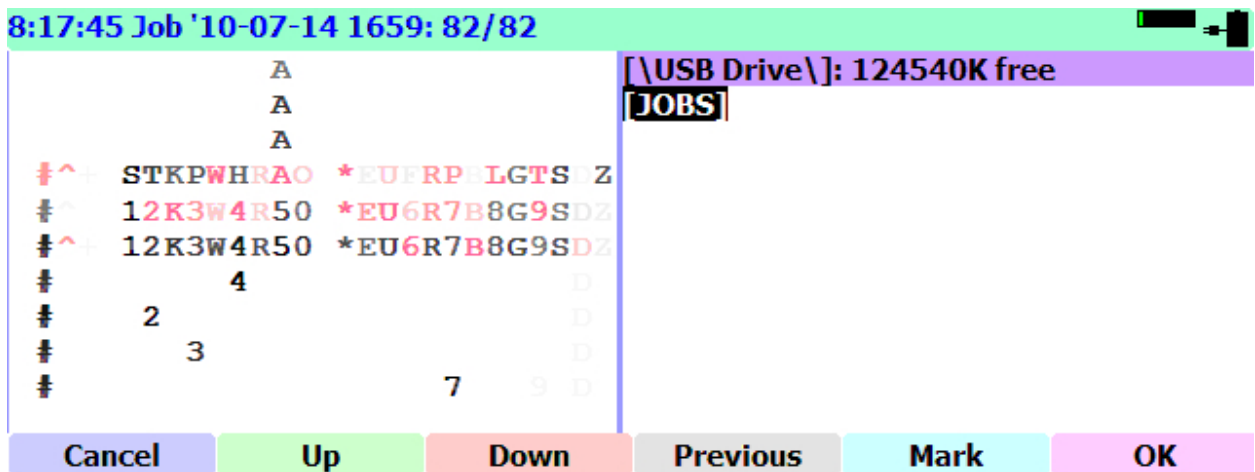 8:17:45 Job '10-07-14 1659: 82/82
A
A
A
#^+ STKPWHRAO *EUFRPBLGTSDZ
#^ 12K3W4R50 *EU6R7B8G9SDZ
#^+ 12K3W4R50 *EU6R7B8G9SDZ
# 4 D
# 2 D
# 3 D
# 7 9 D
[\USB Drive\]: 124540K free
[JOBS]
Cancel Up Down Previous Mark OK